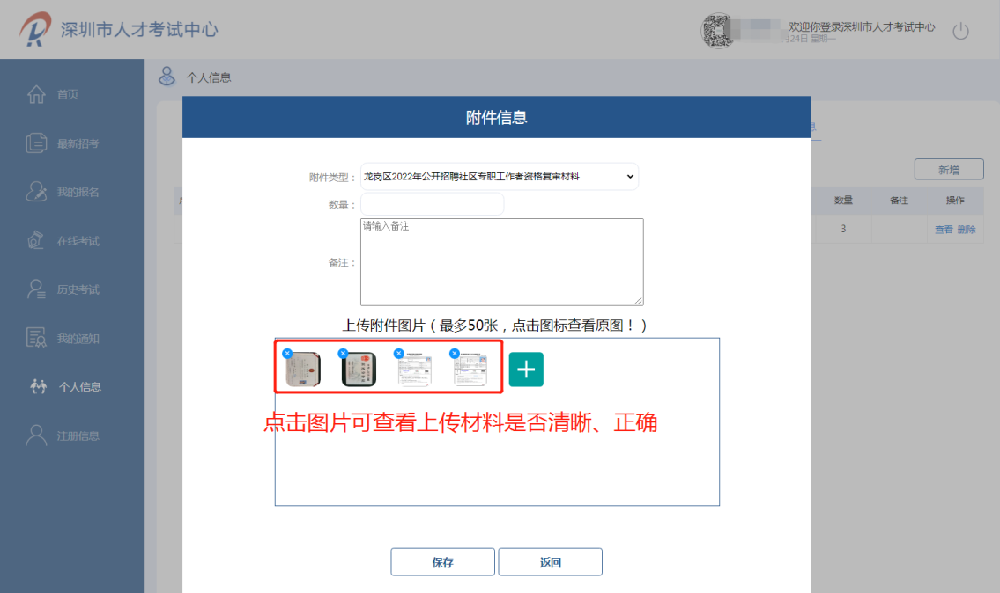 深圳市人才考试中心
欢迎你登录深圳市人才考试中心
月24日 星期一
首页
最新招考
我的报名
在线考试
历史考试
我的通知
个人信息
注册信息
个人信息
新增
数量 备注 操作
3 查看 删除
附件信息
附件类型： 龙岗区2022年公开招聘社区专职工作者资格复审材料
数量：
备注： 请输入备注
上传附件图片（最多50张，点击图标查看原图！）
点击图片可查看上传材料是否清晰、正确
保存 返回